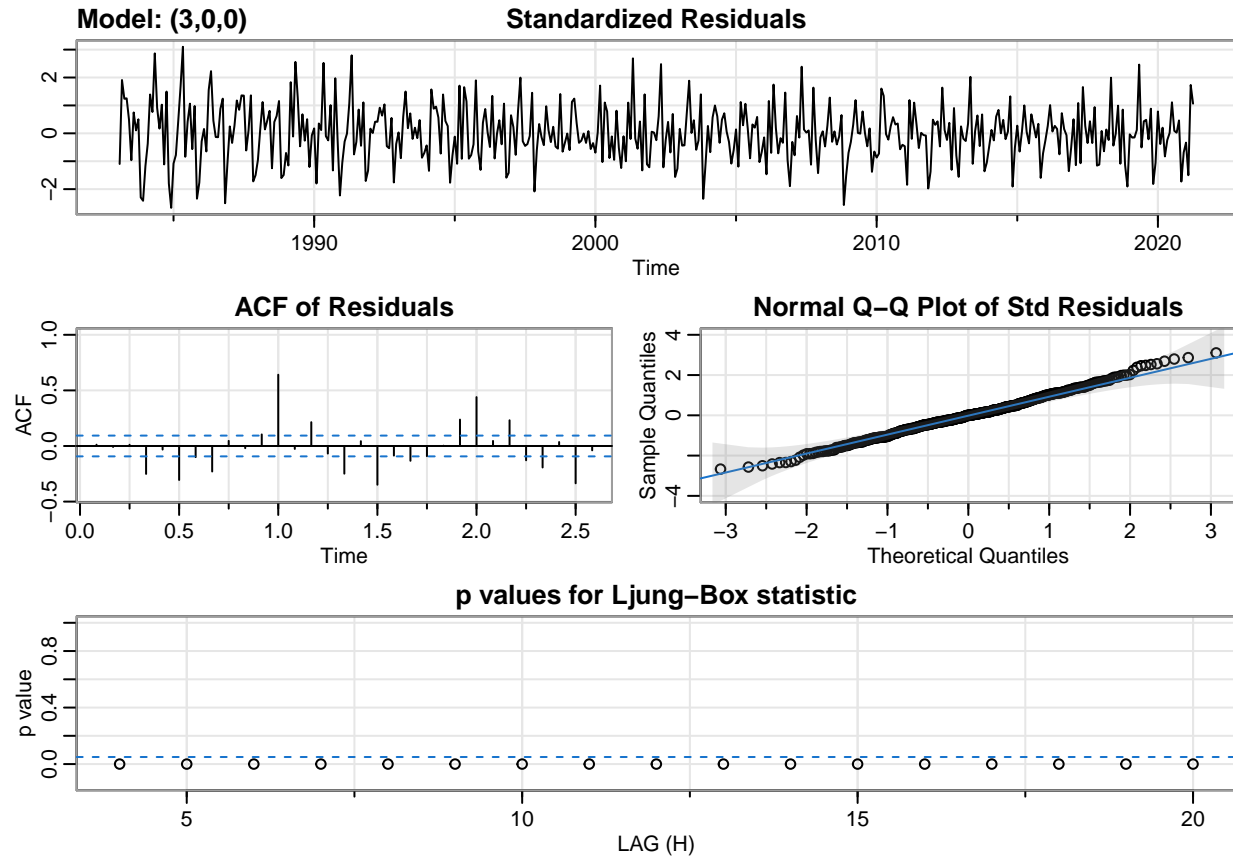 Model: (3,0,0) Standardized Residuals
2
0
−2
1990 2000 2010 2020
Time
ACF of Residuals
ACF
1.0
0.5
0.0
−0.5
0.0 0.5 1.0 1.5 2.0 2.5
Time
Normal Q−Q Plot of Std Residuals
Sample Quantiles
4
2
0
−4
−3 −2 −1 0 1 2 3
Theoretical Quantiles
p values for Ljung−Box statistic
p value
0.8
0.4
0.0
5 10 15 20
LAG (H)